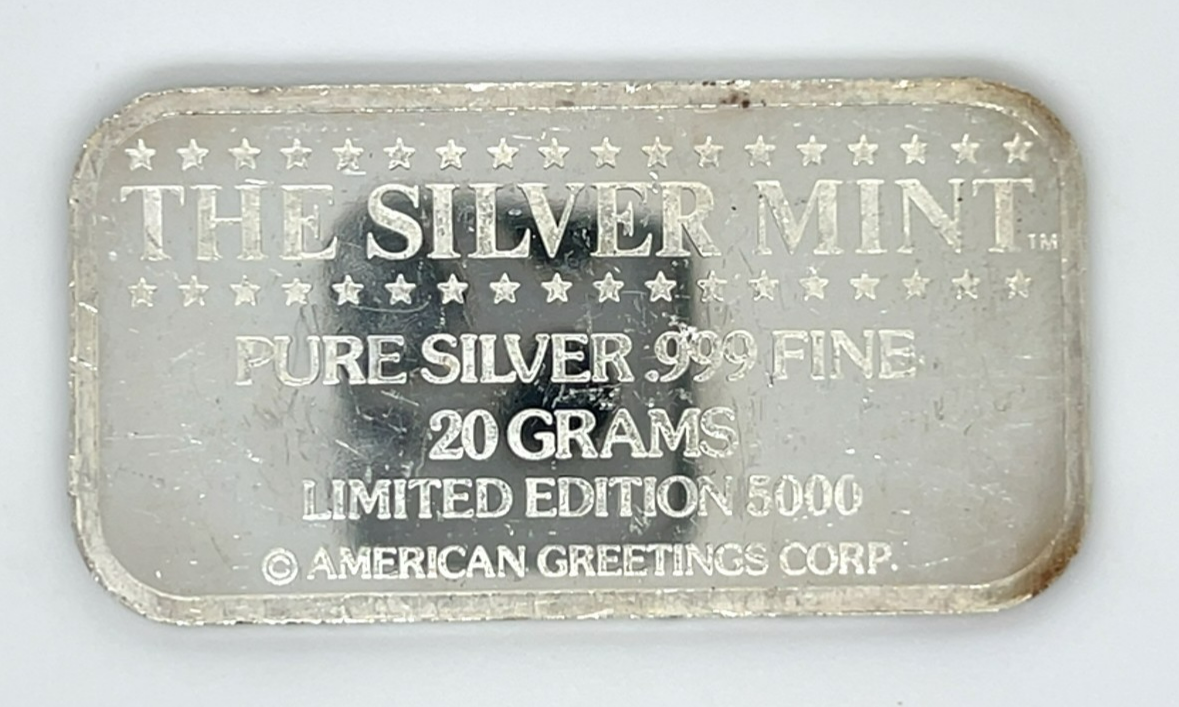 THE SILVER MINT™
PURE SILVER .999 FINE
20 GRAMS
LIMITED EDITION 5000
© AMERICAN GREETINGS CORP.